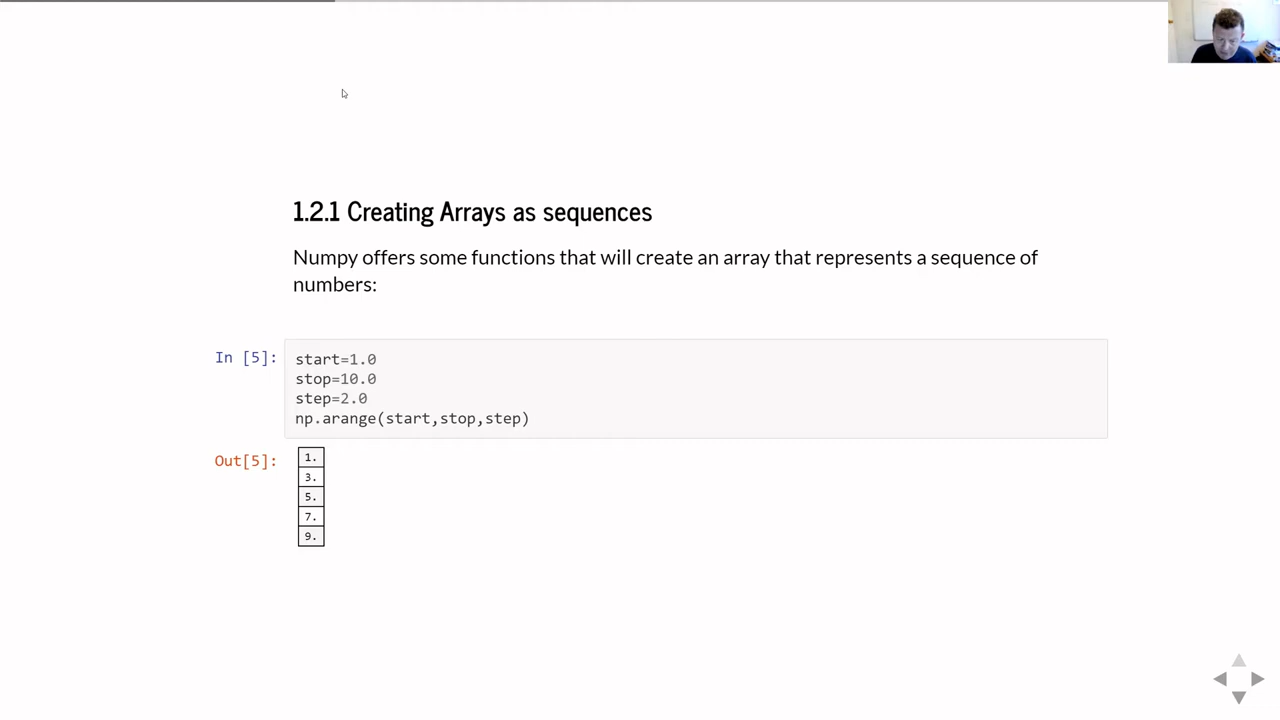 1.2.1 Creating Arrays as sequences
Numpy offers some functions that will create an array that represents a sequence of
numbers:
In [5]:
start=1.0
stop=10.0
step=2.0
np.arange(start,stop,step)
Out[5]:
1.
3.
5.
7.
9.